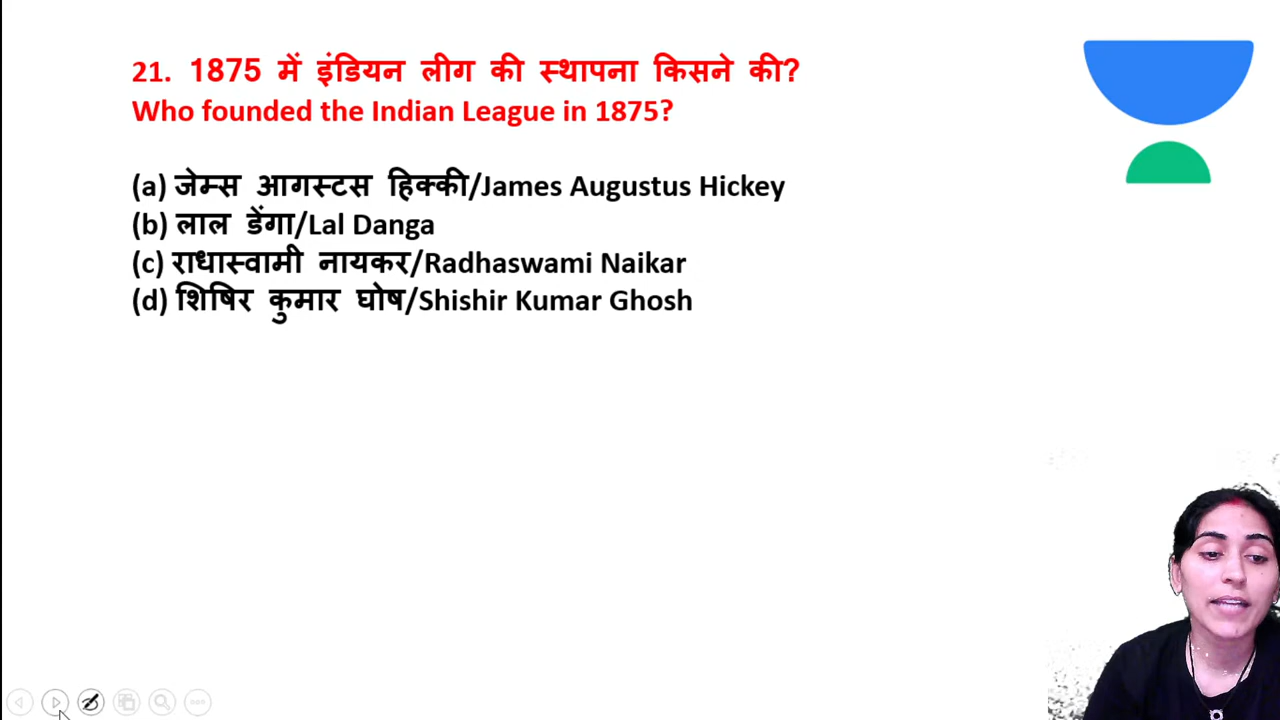 21. 1875 में इंडियन लीग की स्थापना किसने की?
Who founded the Indian League in 1875?
(a) जेम्स आगस्टस हिक्की/James Augustus Hickey
(b) लाल डेंगा/Lal Danga
(c) राधास्वामी नायकर/Radhaswami Naikar
(d) शिषिर कुमार घोष/Shishir Kumar Ghosh